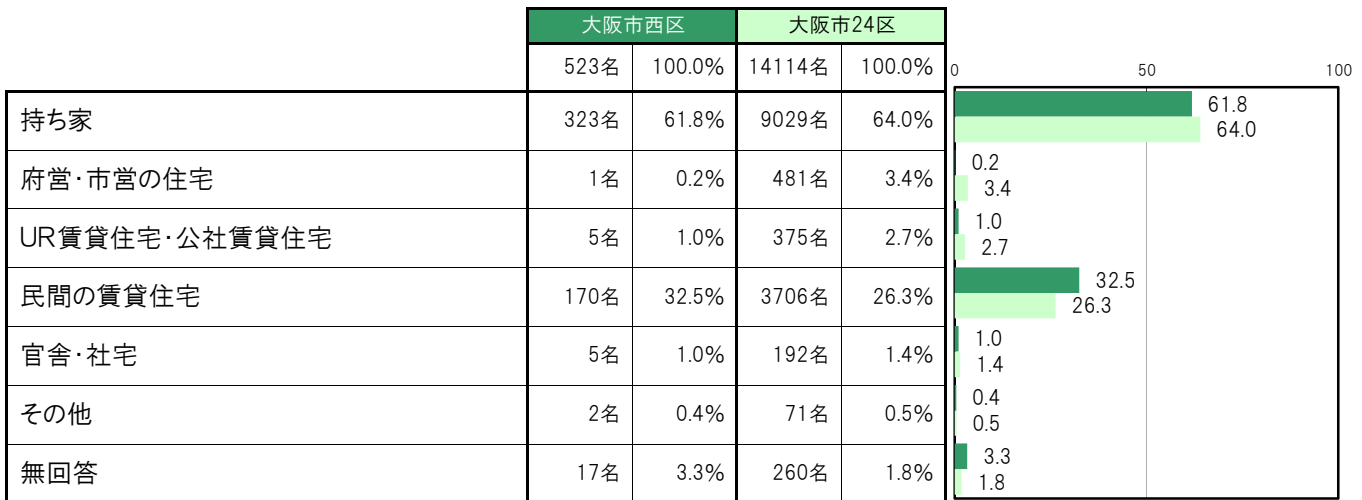 大阪市西区 大阪市24区
523名 100.0% 14114名 100.0% 0 50 100
持ち家 323名 61.8% 9029名 64.0% 61.8
64.0
府営・市営の住宅 1名 0.2% 481名 3.4% 0.2
3.4
UR賃貸住宅・公社賃貸住宅 5名 1.0% 375名 2.7% 1.0
2.7
民間の賃貸住宅 170名 32.5% 3706名 26.3% 32.5
26.3
官舎・社宅 5名 1.0% 192名 1.4% 1.0
1.4
その他 2名 0.4% 71名 0.5% 0.4
0.5
無回答 17名 3.3% 260名 1.8% 3.3
1.8